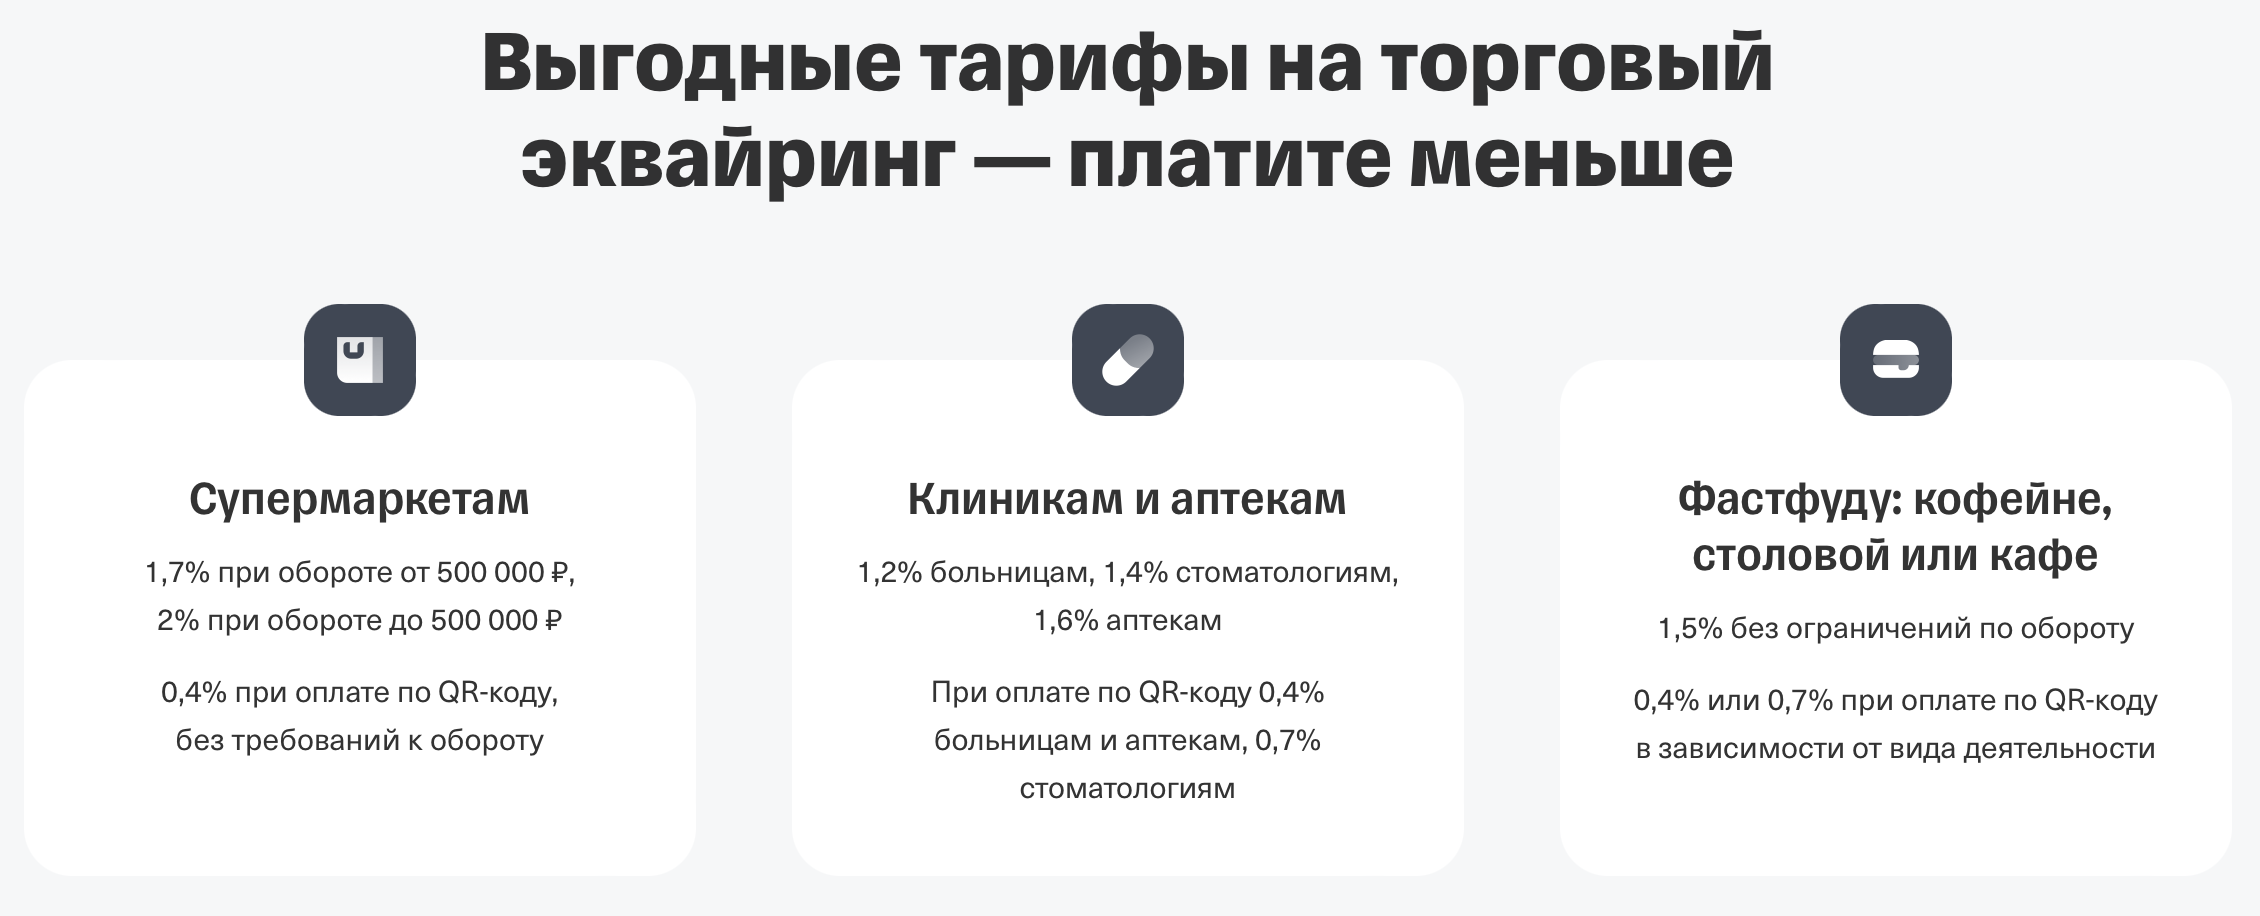 Выгодные тарифы на торговый
эквайринг — платите меньше
Супермаркетам
1,7% при обороте от 500 000 ₽,
2% при обороте до 500 000 ₽
0,4% при оплате по QR-коду,
без требований к обороту
Клиникам и аптекам
1,2% больницам, 1,4% стоматологиям,
1,6% аптекам
При оплате по QR-коду 0,4%
больницам и аптекам, 0,7%
стоматологиям
Фастфуду: кофейне,
столовой или кафе
1,5% без ограничений по обороту
0,4% или 0,7% при оплате по QR-коду
в зависимости от вида деятельности